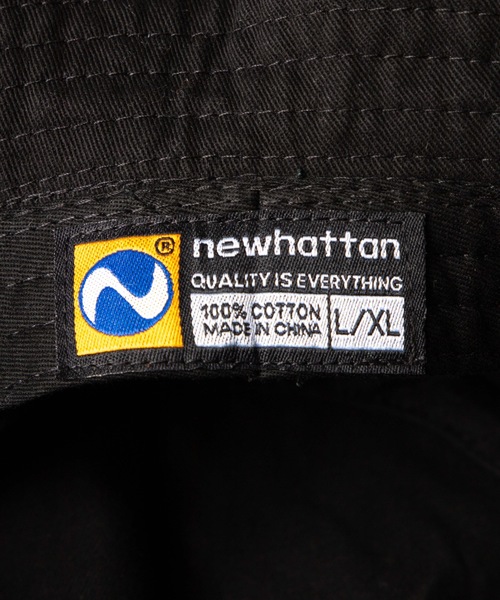 ® newhattan
QUALITY IS EVERYTHING
100% COTTON
MADE IN CHINA
L/XL